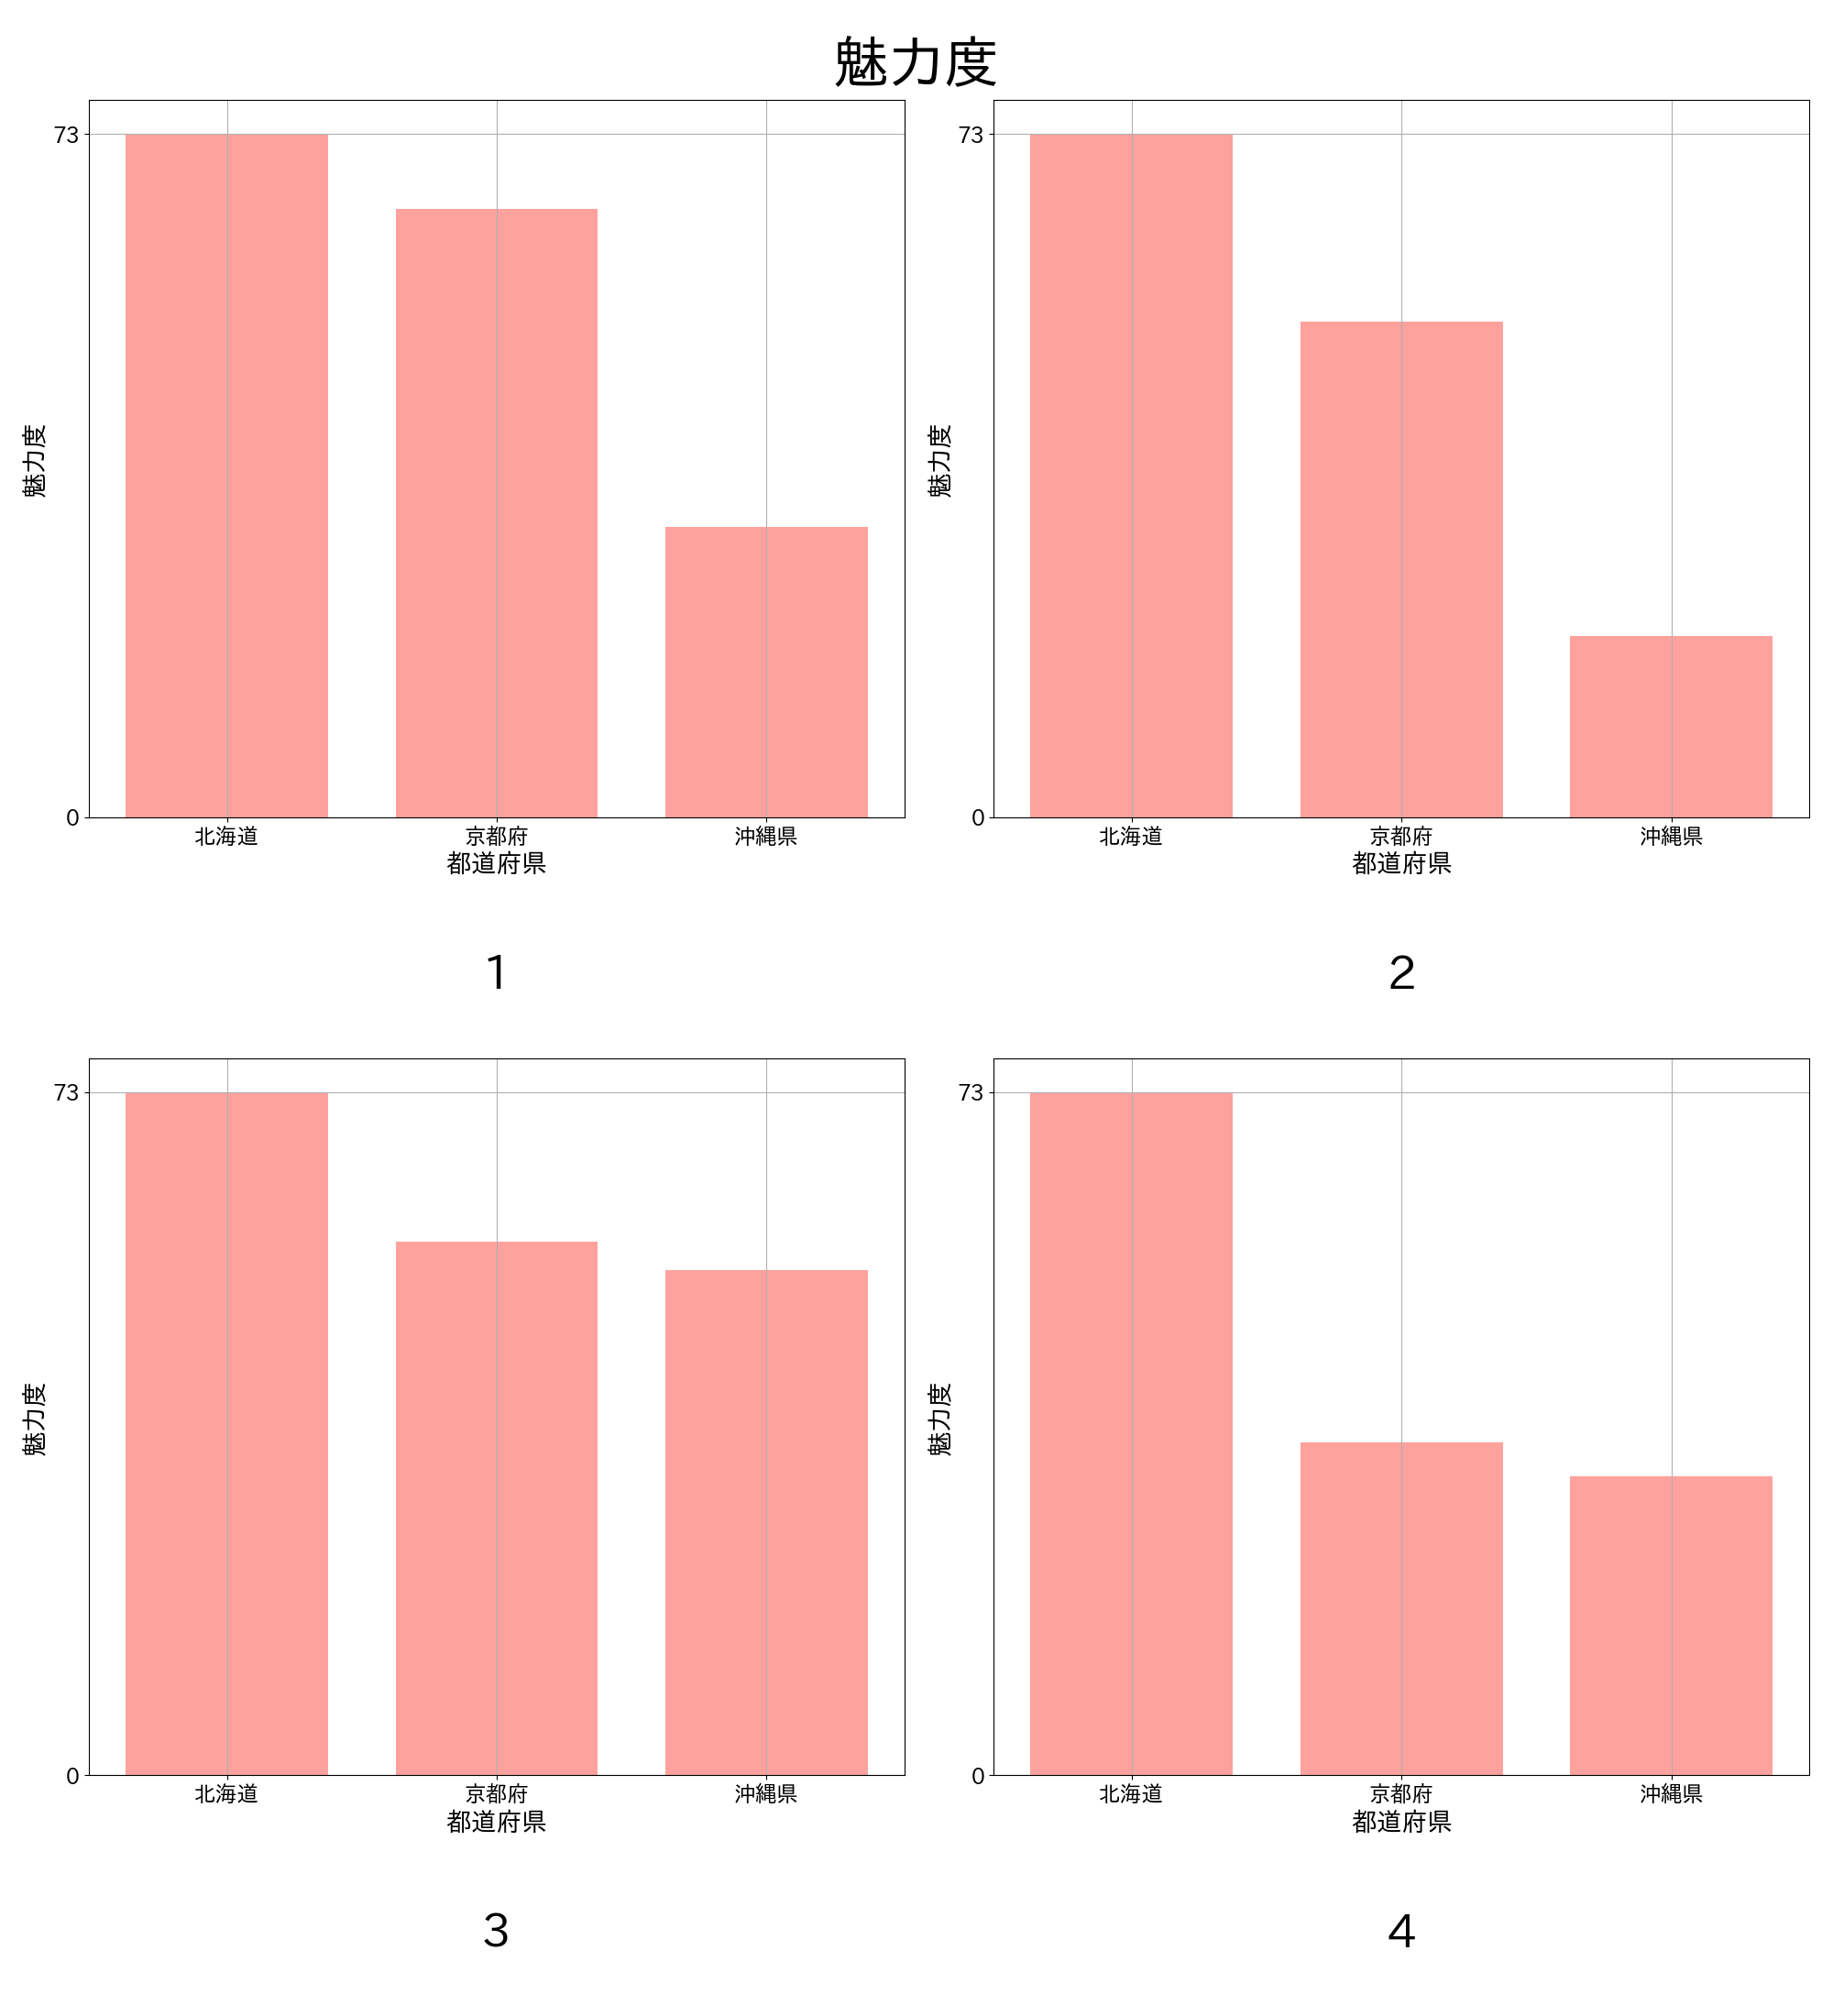 魅力度
73
魅力度
0
北海道 京都府 沖縄県
都道府県
1
73
魅力度
0
北海道 京都府 沖縄県
都道府県
2
73
魅力度
0
北海道 京都府 沖縄県
都道府県
3
73
魅力度
0
北海道 京都府 沖縄県
都道府県
4